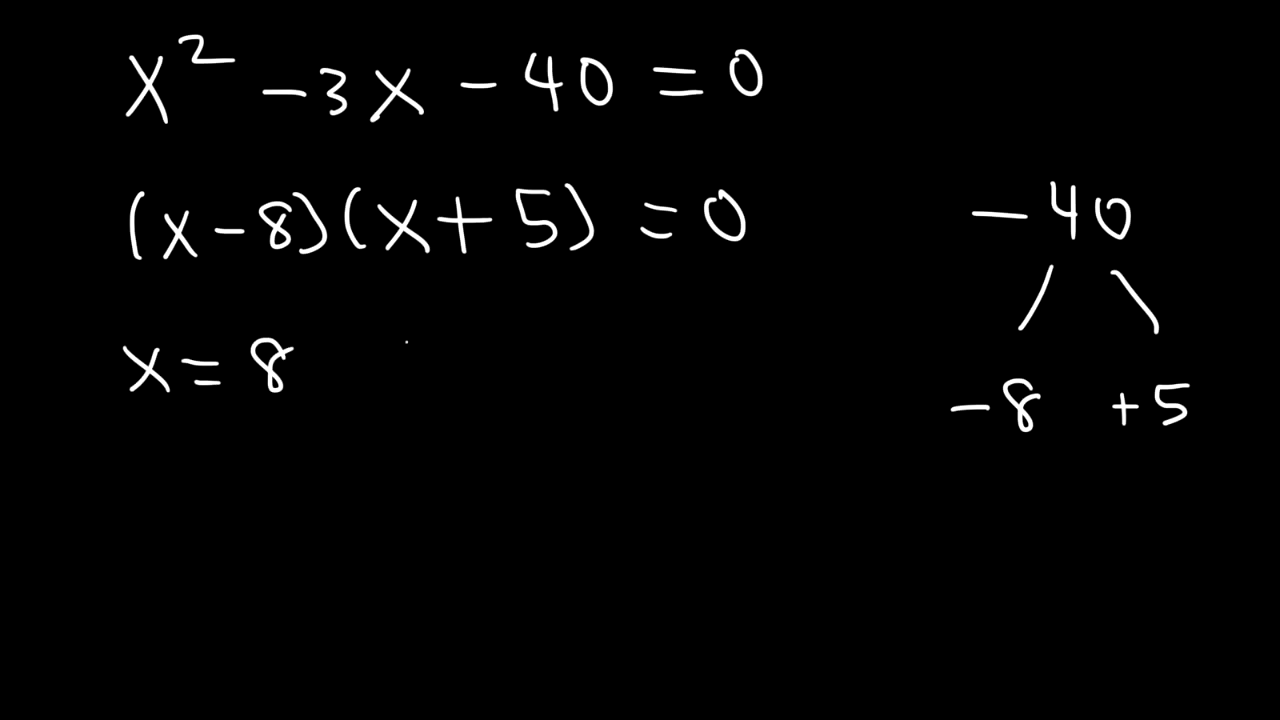 x² - 3x - 40 = 0
(x - 8)(x + 5) = 0
x = 8
- 40
- 8 + 5